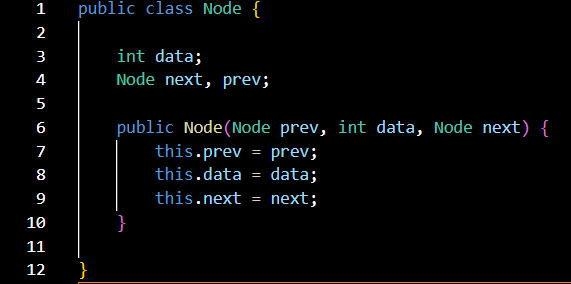 1 public class Node {
2
3     int data;
4     Node next, prev;
5
6     public Node(Node prev, int data, Node next) {
7         this.prev = prev;
8         this.data = data;
9         this.next = next;
10     }
11
12 }